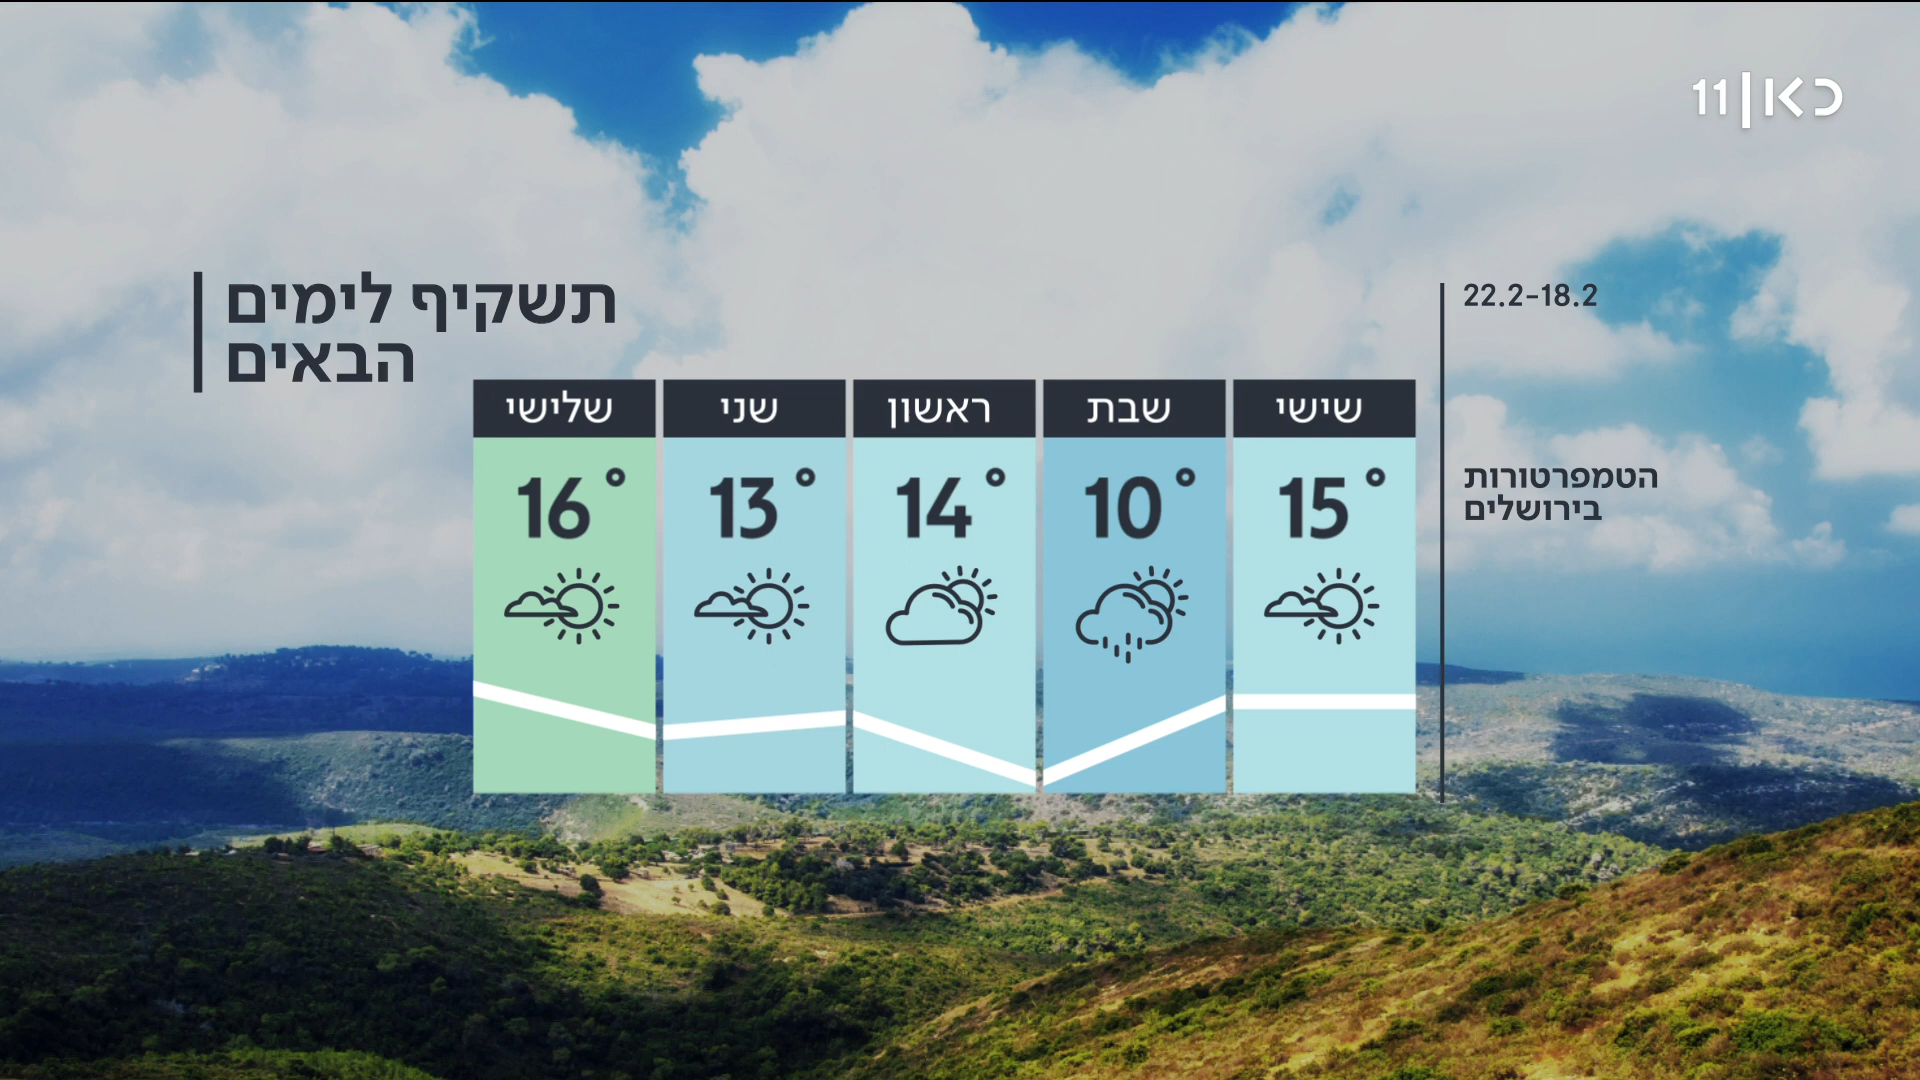 כאן 11
תשקיף לימים
הבאים
22.2-18.2
הטמפרטורות
בירושלים
שישי
15°
שבת
10°
ראשון
14°
שני
13°
שלישי
16°